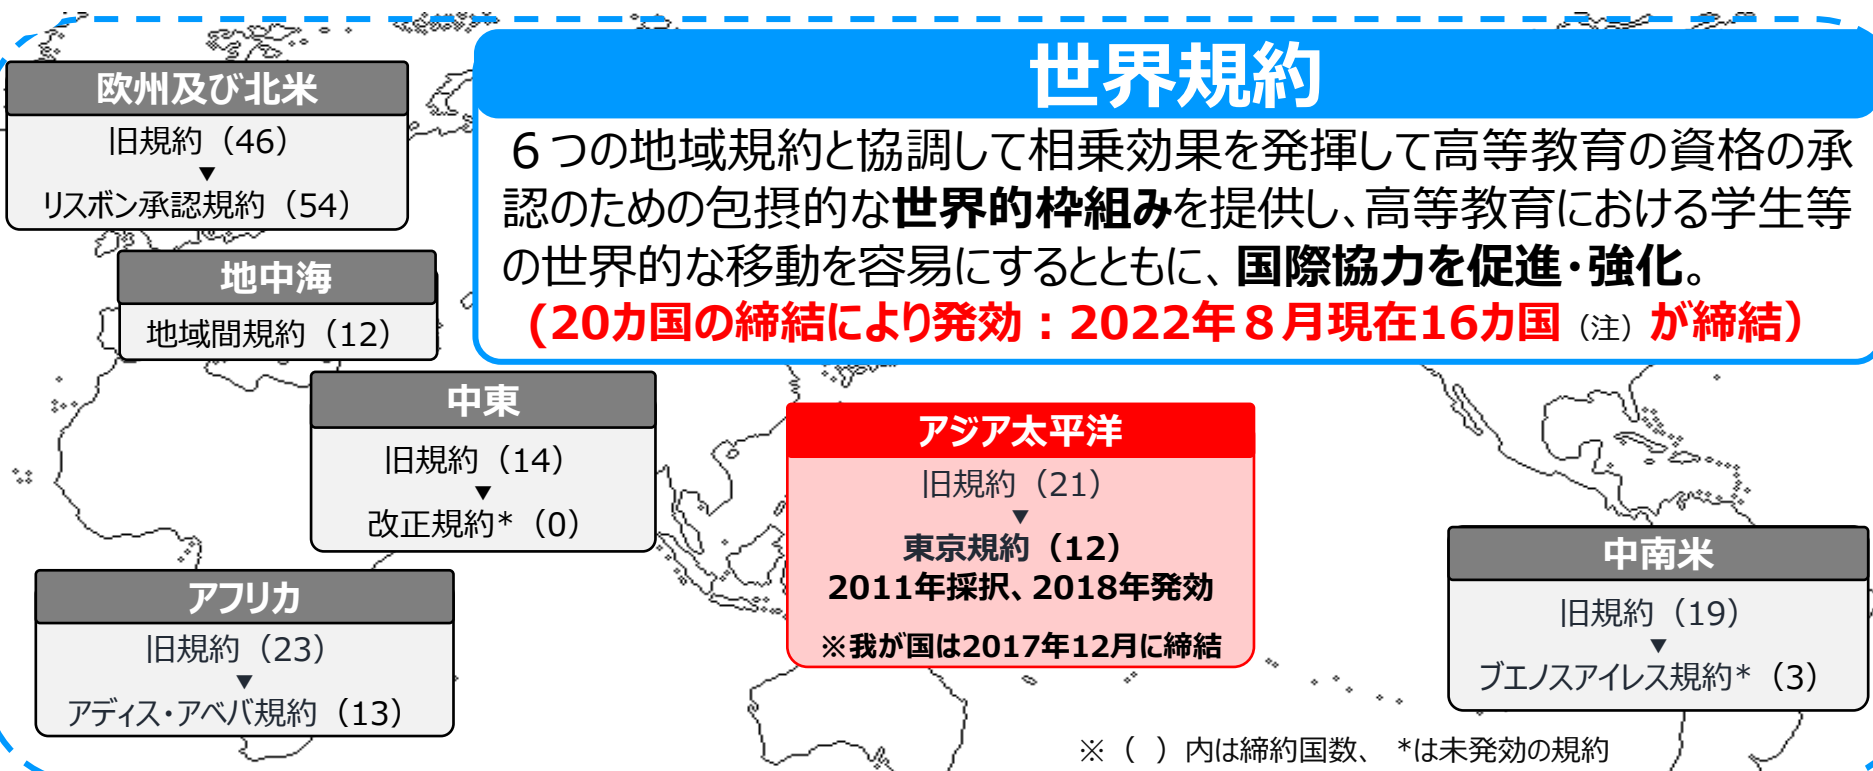 世界規約
６つの地域規約と協調して相乗効果を発揮して高等教育の資格の承
認のための包摂的な世界的枠組みを提供し、高等教育における学生等
の世界的な移動を容易にするとともに、国際協力を促進・強化。
(20カ国の締結により発効：2022年８月現在16カ国（注）が締結）
欧州及び北米
旧規約（46）
▼
リスボン承認規約（54）
地中海
地域間規約（12）
中東
旧規約（14）
▼
改正規約*（0）
アフリカ
旧規約（23）
▼
アディス・アベバ規約（13）
アジア太平洋
旧規約（21）
▼
東京規約（12）
2011年採択、2018年発効
※我が国は2017年12月に締結
中南米
旧規約（19）
▼
ブエノスアイレス規約*（3）
※（　）内は締約国数、 *は未発効の規約